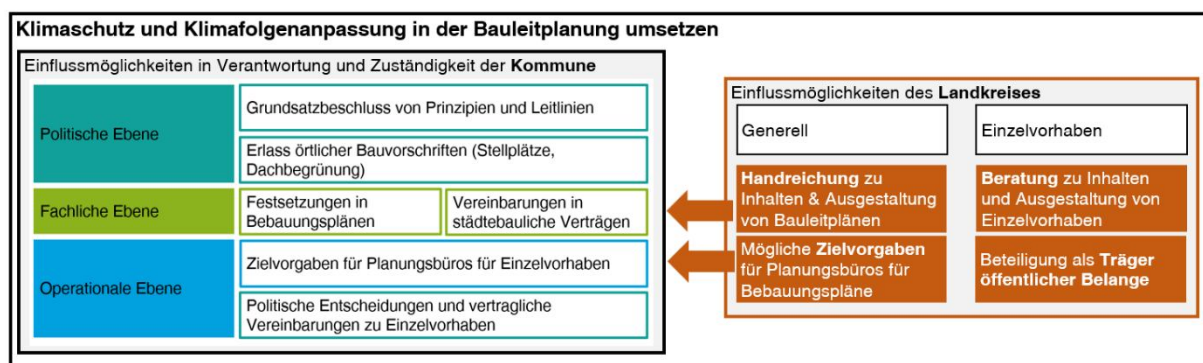 Klimaschutz und Klimafolgenanpassung in der Bauleitplanung umsetzen
Einflussmöglichkeiten in Verantwortung und Zuständigkeit der Kommune
Politische Ebene
Grundsatzbeschluss von Prinzipien und Leitlinien
Erlass örtlicher Bauvorschriften (Stellplätze,
Dachbegrünung)
Fachliche Ebene
Festsetzungen in
Bebauungsplänen
Vereinbarungen in
städtebauliche Verträgen
Operationale Ebene
Zielvorgaben für Planungsbüros für Einzelvorhaben
Politische Entscheidungen und vertragliche
Vereinbarungen zu Einzelvorhaben
Einflussmöglichkeiten des Landkreises
Generell
Handreichung zu
Inhalten & Ausgestaltung
von Bauleitplänen
Mögliche Zielvorgaben
für Planungsbüros für
Bebauungspläne
Einzelvorhaben
Beratung zu Inhalten
und Ausgestaltung von
Einzelvorhaben
Beteiligung als Träger
öffentlicher Belange